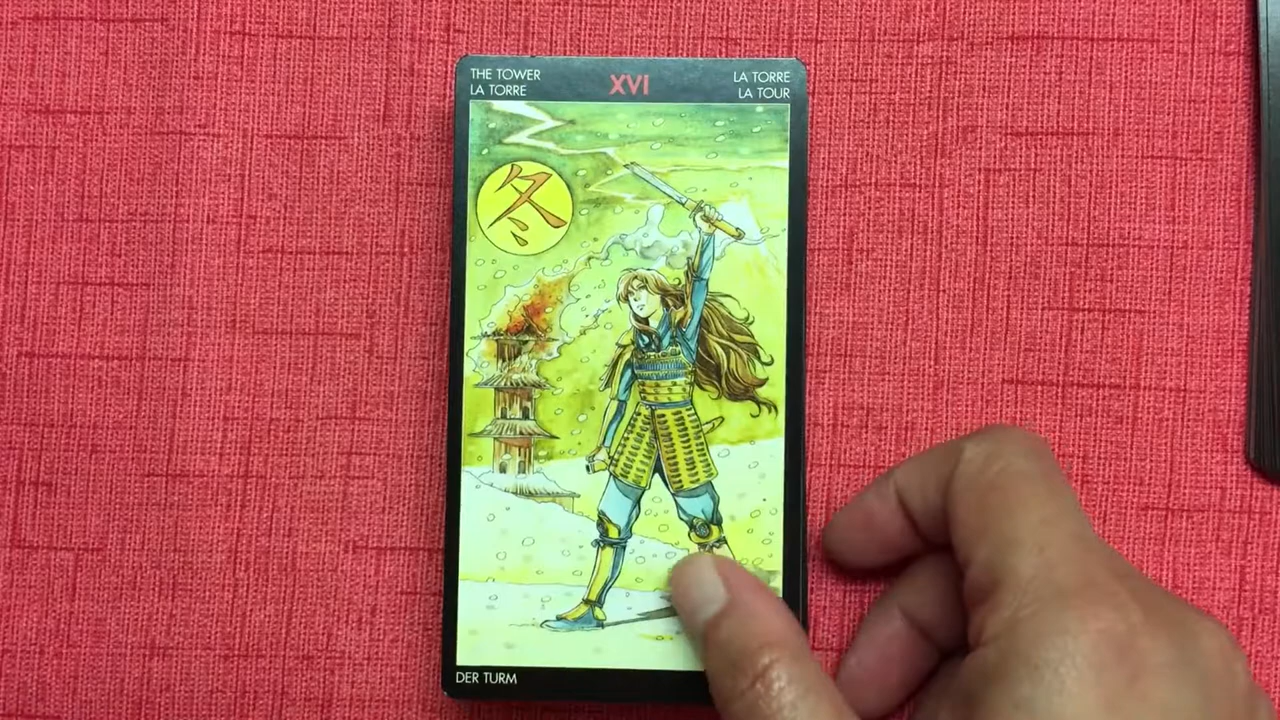 THE TOWER
LA TORRE
XVI
LA TORRE
LA TOUR
冬
DER TURM